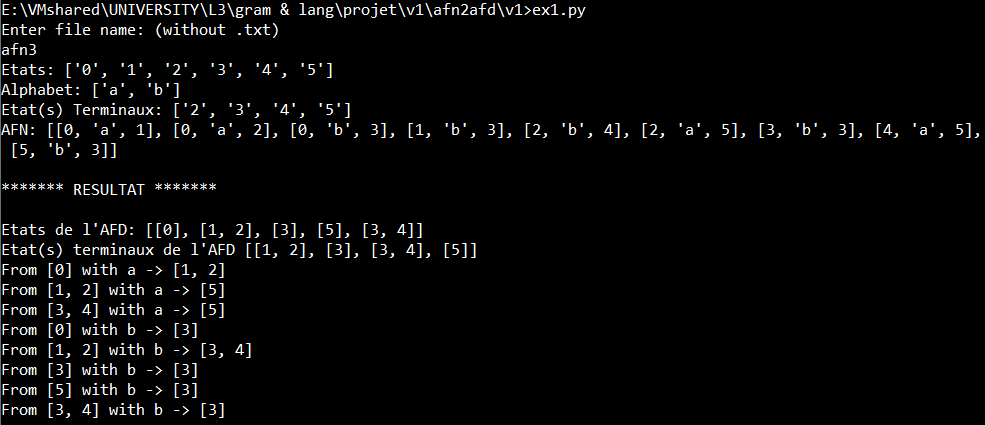 E:\VMshared\UNIVERSITY\L3\gram & lang\projet\v1\afn2afd\v1>ex1.py
Enter file name: (without .txt)
afn3
Etats: ['0', '1', '2', '3', '4', '5']
Alphabet: ['a', 'b']
Etat(s) Terminaux: ['2', '3', '4', '5']
AFN: [[0, 'a', 1], [0, 'a', 2], [0, 'b', 3], [1, 'b', 3], [2, 'b', 4], [2, 'a', 5], [3, 'b', 3], [4, 'a', 5],
 [5, 'b', 3]]
******* RESULTAT *******
Etats de l'AFD: [[0], [1, 2], [3], [5], [3, 4]]
Etat(s) terminaux de l'AFD [[1, 2], [3], [3, 4], [5]]
From [0] with a -> [1, 2]
From [1, 2] with a -> [5]
From [3, 4] with a -> [5]
From [0] with b -> [3]
From [1, 2] with b -> [3, 4]
From [3] with b -> [3]
From [5] with b -> [3]
From [3, 4] with b -> [3]